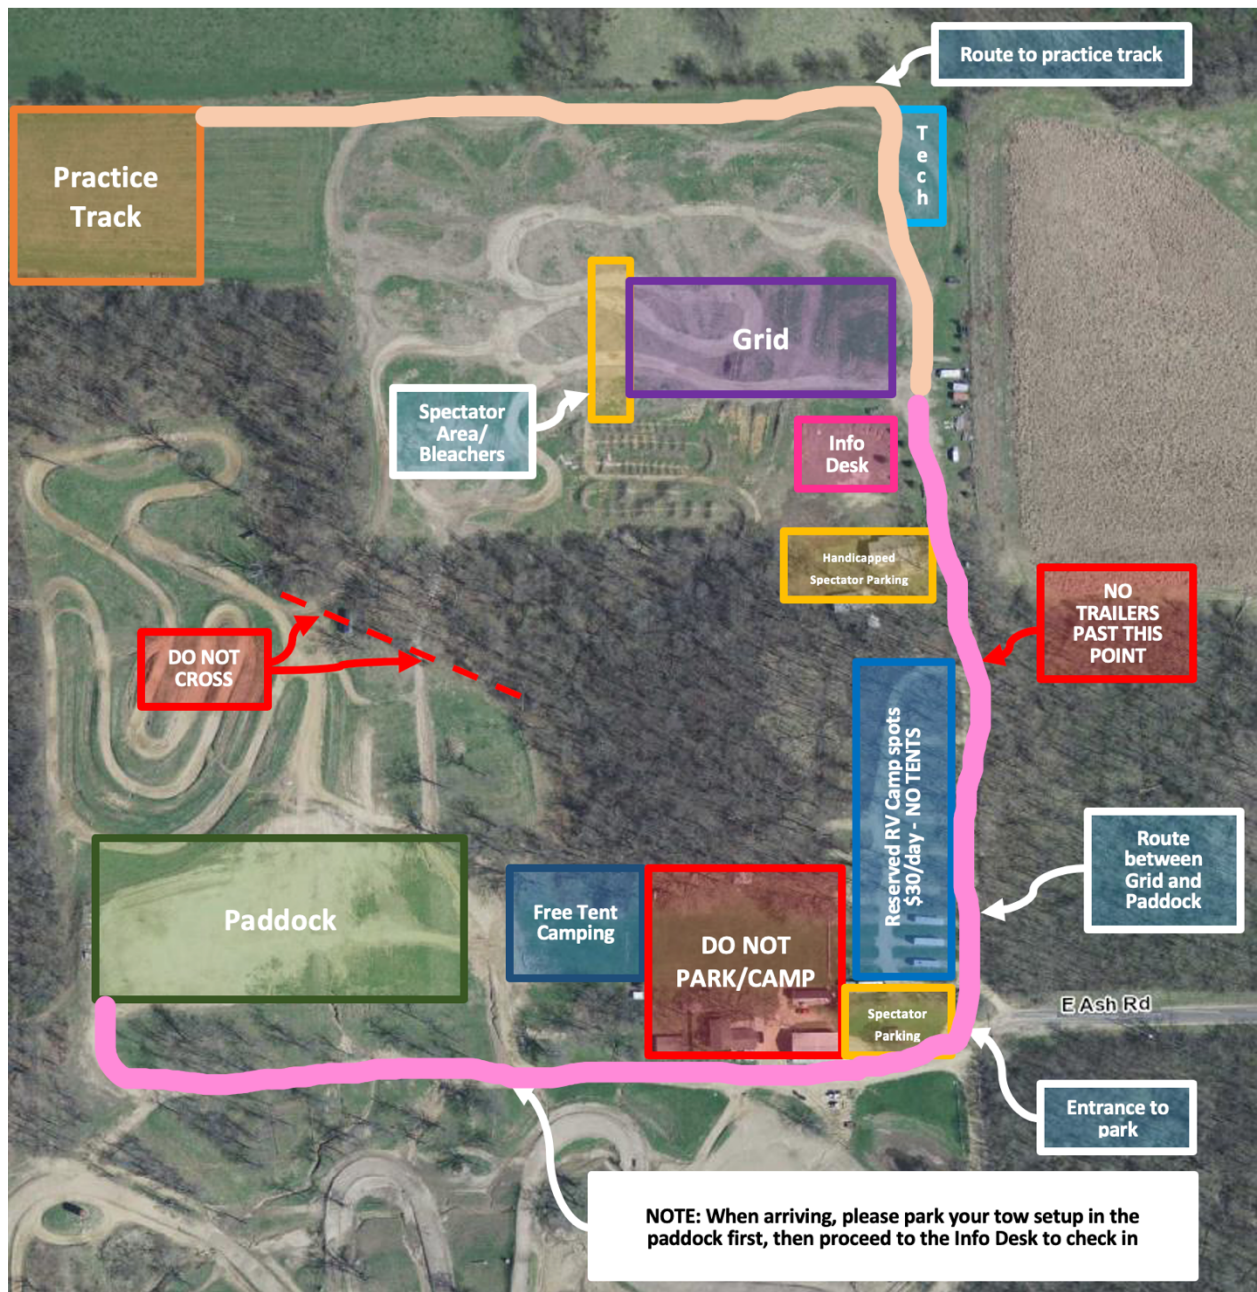 Route to practice track
T
e
c
h
Practice
Track
Grid
Spectator
Area/
Bleachers
Info
Desk
Handicapped
Spectator Parking
NO
TRAILERS
PAST THIS
POINT
DO NOT
CROSS
Reserved RV Camp spots
$30/day - NO TENTS
Route
between
Grid and
Paddock
Paddock
Free Tent
Camping
DO NOT
PARK/CAMP
Spectator
Parking
E Ash Rd
Entrance to
park
NOTE: When arriving, please park your tow setup in the
paddock first, then proceed to the Info Desk to check in